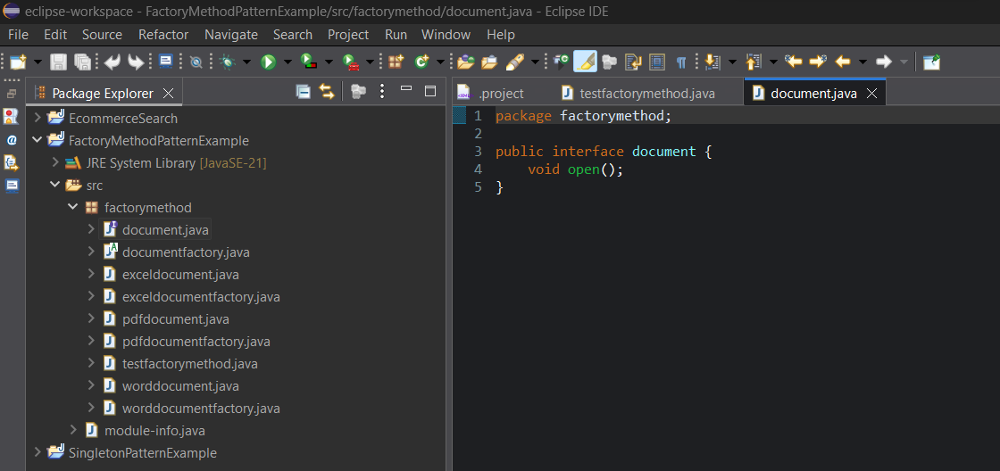 eclipse-workspace - FactoryMethodPatternExample/src/factorymethod/document.java - Eclipse IDE
File Edit Source Refactor Navigate Search Project Run Window Help
Package Explorer
EcommerceSearch
FactoryMethodPatternExample
JRE System Library [JavaSE-21]
src
factorymethod
document.java
documentfactory.java
exceldocument.java
exceldocumentfactory.java
pdfdocument.java
pdfdocumentfactory.java
testfactorymethod.java
worddocument.java
worddocumentfactory.java
module-info.java
SingletonPatternExample
.project testfactorymethod.java document.java
1 package factorymethod;
2
3 public interface document {
4     void open();
5 }